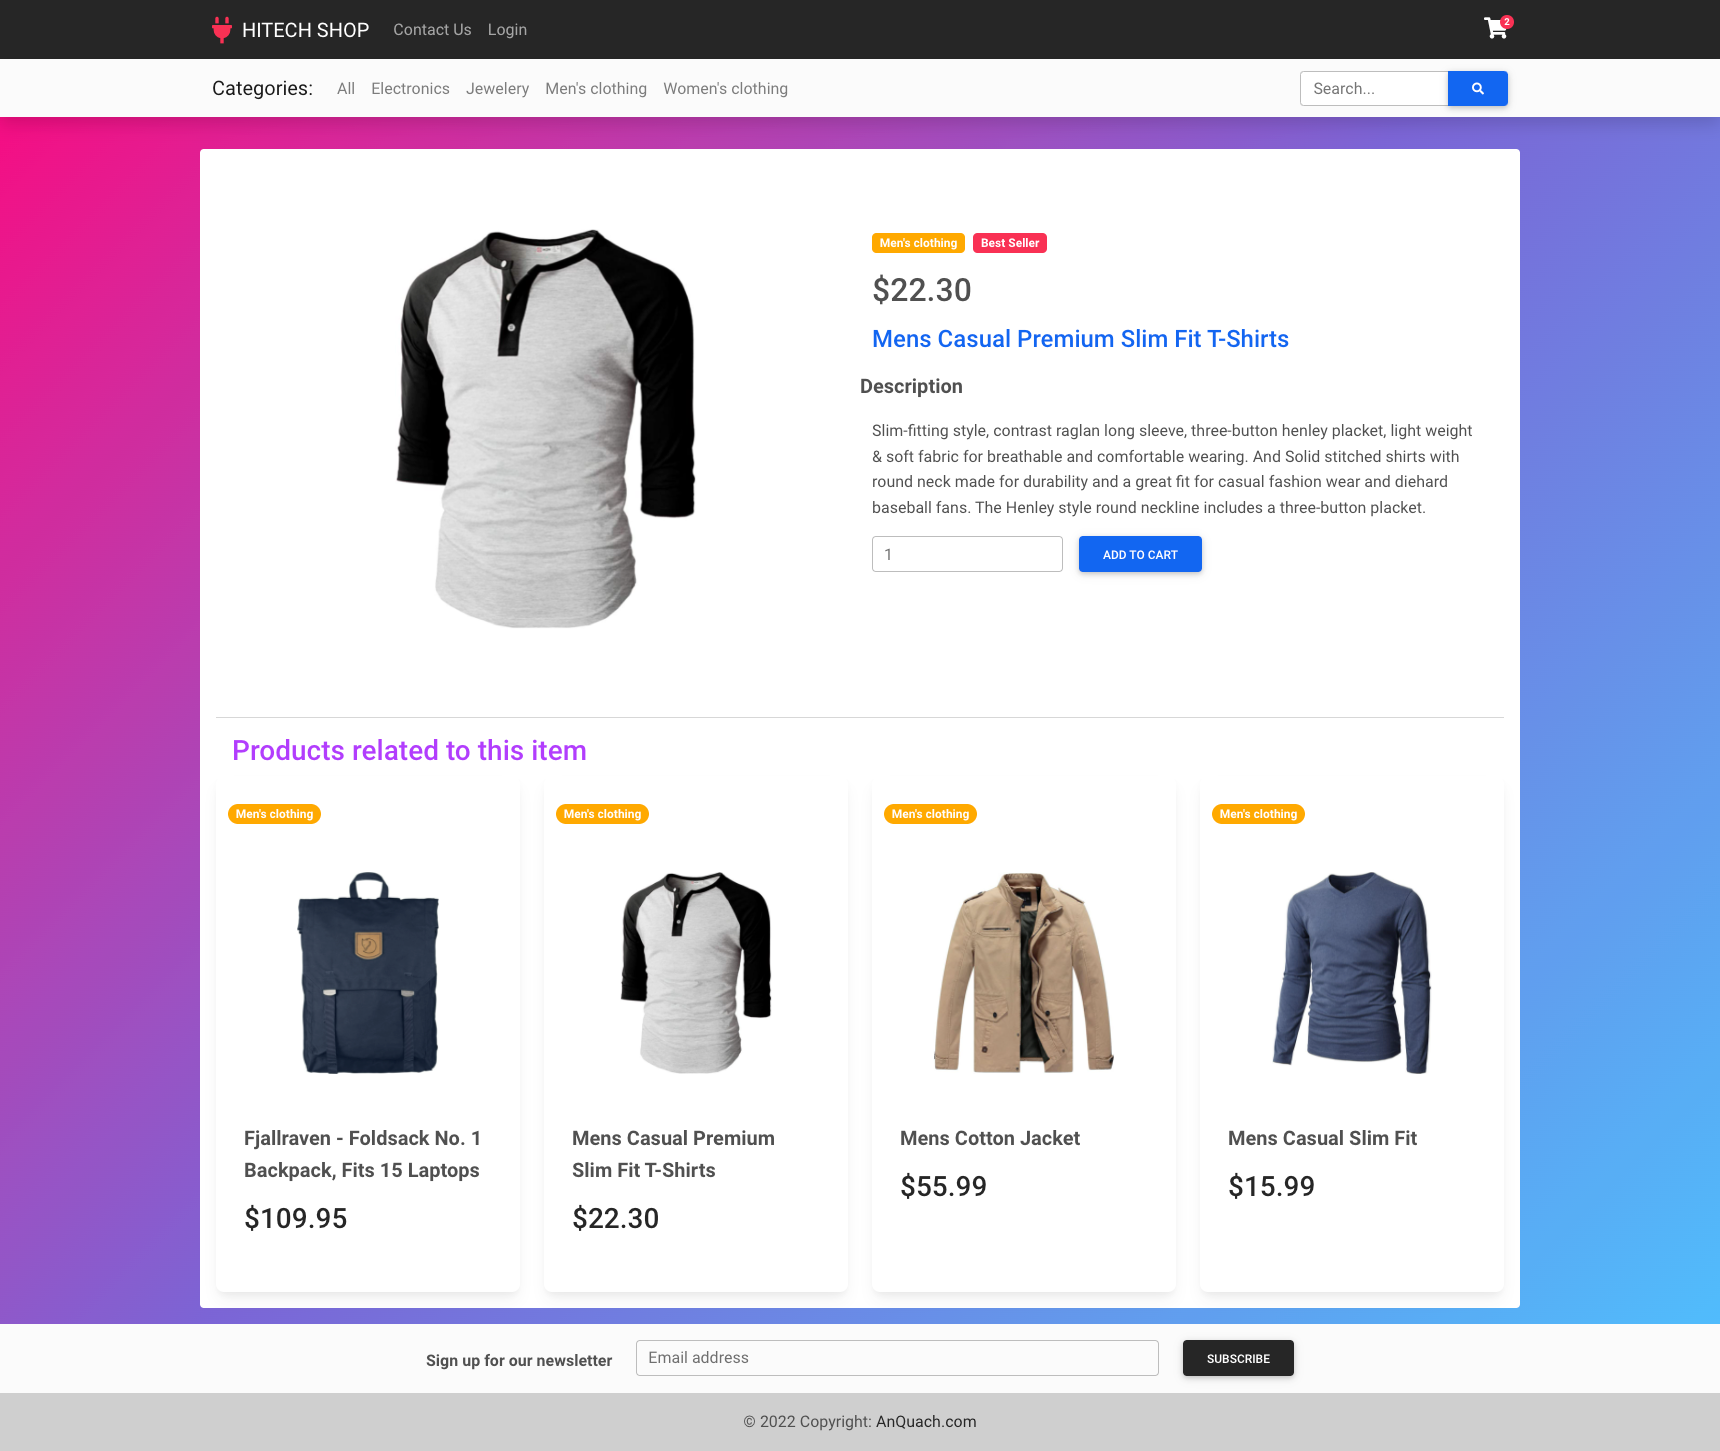 HITECH SHOP Contact Us Login 2
Categories: All Electronics Jewelery Men's clothing Women's clothing Search...
Men's clothing Best Seller
$22.30
Mens Casual Premium Slim Fit T-Shirts
Description
Slim-fitting style, contrast raglan long sleeve, three-button henley placket, light weight
& soft fabric for breathable and comfortable wearing. And Solid stitched shirts with
round neck made for durability and a great fit for casual fashion wear and diehard
baseball fans. The Henley style round neckline includes a three-button placket.
1 ADD TO CART
Products related to this item
Men's clothing
Fjallraven - Foldsack No. 1
Backpack, Fits 15 Laptops
$109.95
Men's clothing
Mens Casual Premium
Slim Fit T-Shirts
$22.30
Men's clothing
Mens Cotton Jacket
$55.99
Men's clothing
Mens Casual Slim Fit
$15.99
Sign up for our newsletter Email address SUBSCRIBE
© 2022 Copyright: AnQuach.com